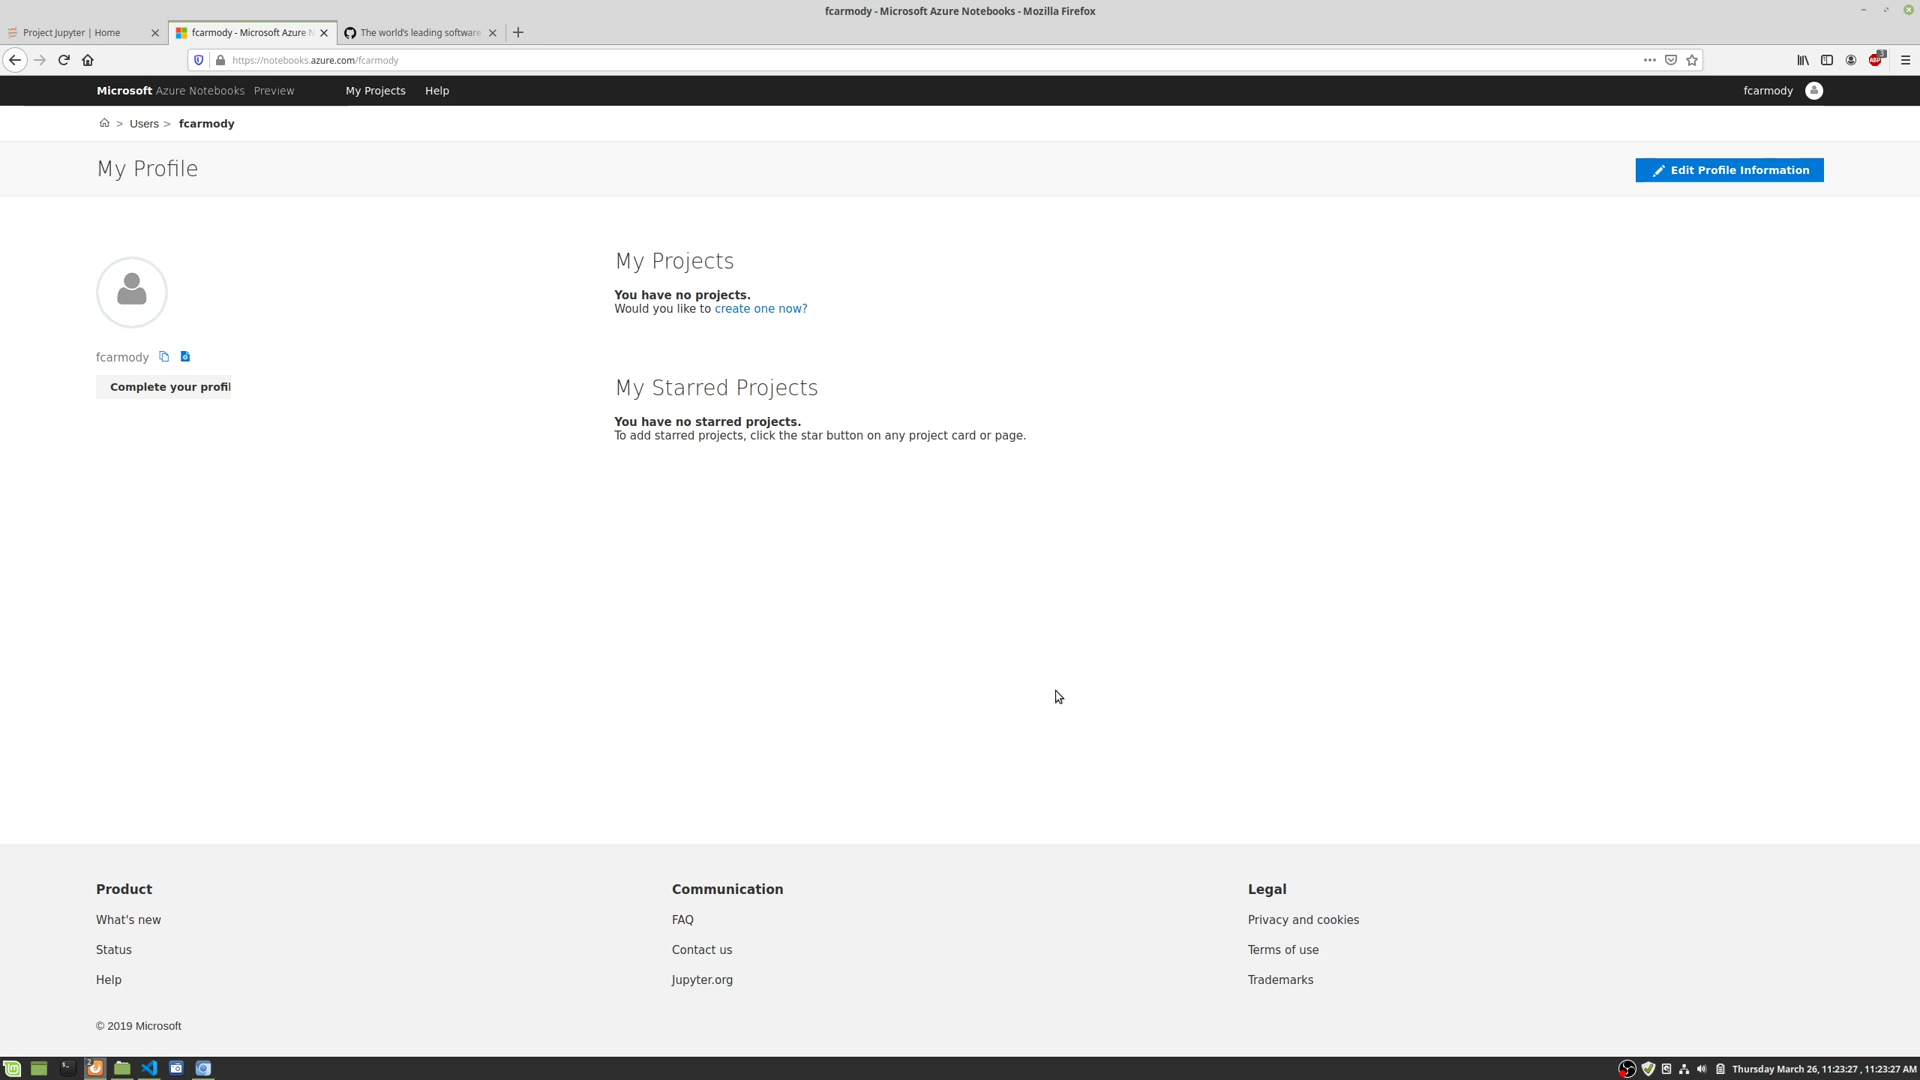 fcarmody - Microsoft Azure Notebooks - Mozilla Firefox
Project Jupyter | Home
fcarmody - Microsoft Azure N
The world's leading software
https://notebooks.azure.com/fcarmody
ABP
3
Microsoft Azure Notebooks Preview
My Projects
Help
fcarmody
> Users > fcarmody
My Profile
Edit Profile Information
My Projects
You have no projects.
Would you like to create one now?
fcarmody
Complete your profil
My Starred Projects
You have no starred projects.
To add starred projects, click the star button on any project card or page.
Product
Communication
Legal
What's new
FAQ
Privacy and cookies
Status
Contact us
Terms of use
Help
Jupyter.org
Trademarks
© 2019 Microsoft
2
Thursday March 26, 11:23:27 , 11:23:27 AM